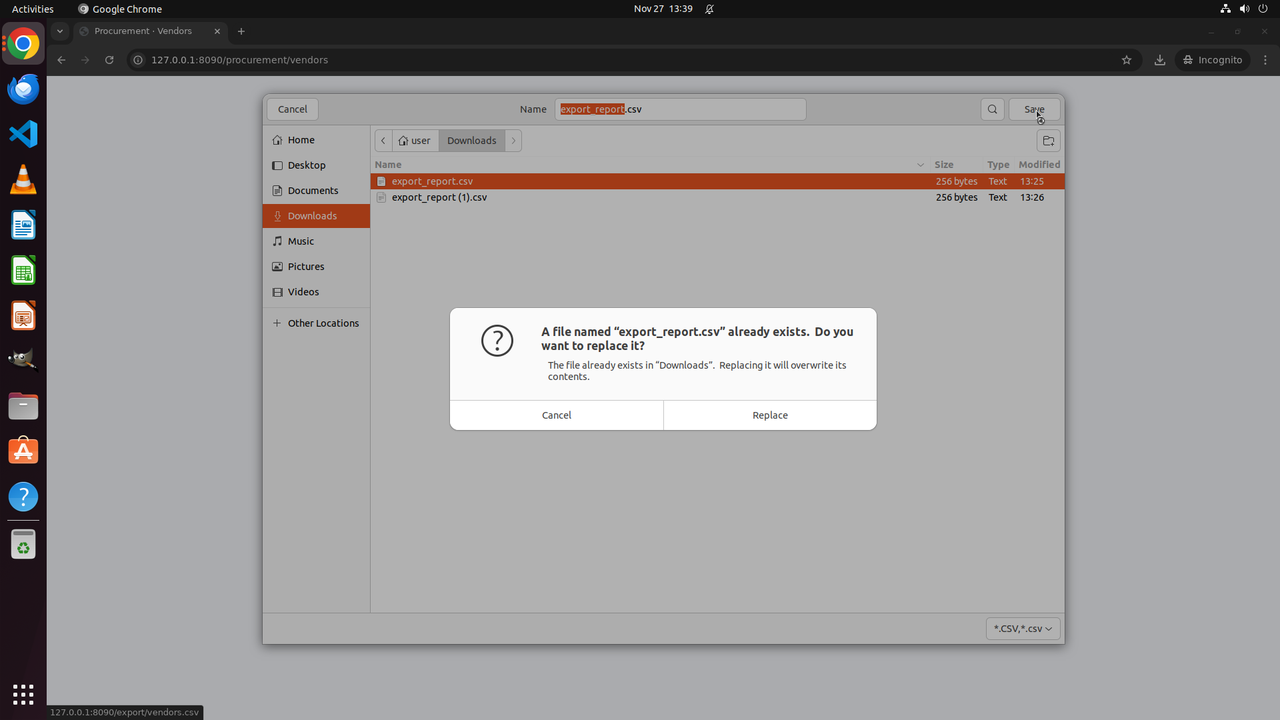 Activities
Google Chrome
Nov 27 13:39
Procurement · Vendors
127.0.0.1:8090/procurement/vendors
Incognito
Cancel
Name
export_report.csv
Save
Home
Desktop
Documents
Downloads
Music
Pictures
Videos
Other Locations
user
Downloads
Name Size Type Modified
export_report.csv 256 bytes Text 13:25
export_report (1).csv 256 bytes Text 13:26
A file named “export_report.csv” already exists. Do you
want to replace it?
The file already exists in “Downloads”. Replacing it will overwrite its
contents.
Cancel
Replace
*.CSV,*.csv
127.0.0.1:8090/export/vendors.csv